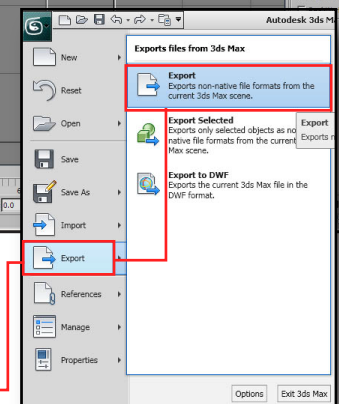 Autodesk 3ds M
Exports files from 3ds Max
New
Reset
Open
Save
Save As
Import
Export
References
Manage
Properties
Export
Exports non-native file formats from the
current 3ds Max scene.
Export Selected
Exports only selected objects as no
native file formats from the current
Max scene.
Export to DWF
Exports the current 3ds Max file in the
DWF format.
Export
Exports n
0.0
Options
Exit 3ds Max